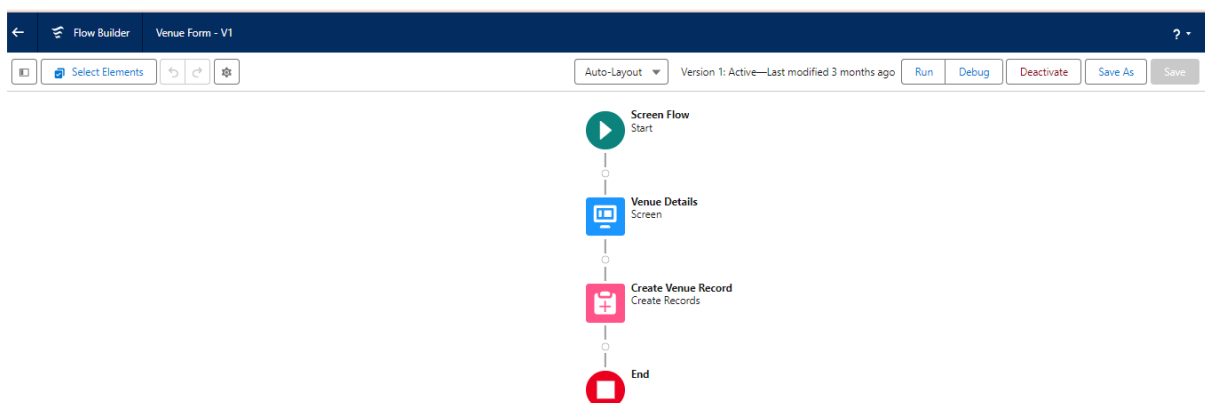 Flow Builder Venue Form - V1 ?
Select Elements Auto-Layout Version 1: Active—Last modified 3 months ago Run Debug Deactivate Save As Save
Screen Flow
Start
Venue Details
Screen
Create Venue Record
Create Records
End